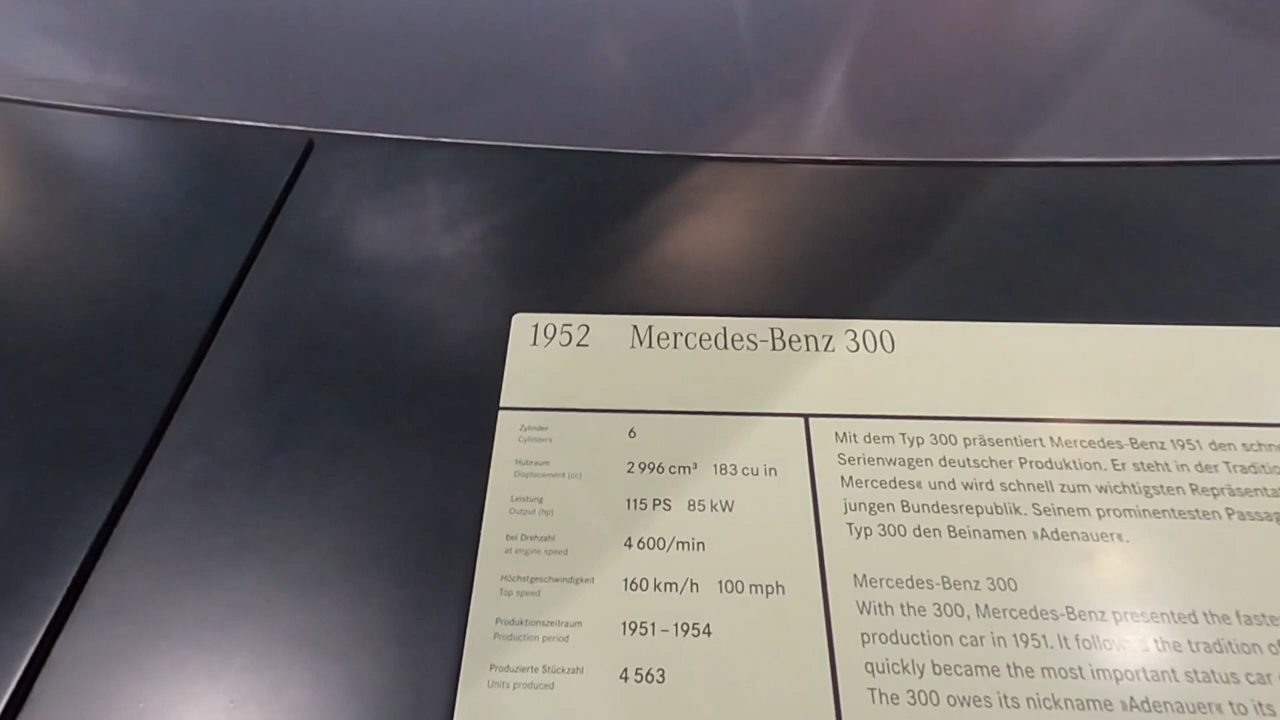 1952 Mercedes-Benz 300
Zylinder
Cylinders
6
Hubraum
Displacement (cc)
2 996 cm³ 183 cu in
Leistung
Output (hp)
115 PS 85 kW
bei Drehzahl
at engine speed
4 600/min
Höchstgeschwindigkeit
Top speed
160 km/h 100 mph
Produktionszeitraum
Production period
1951 – 1954
Produzierte Stückzahl
Units produced
4 563
Mit dem Typ 300 präsentiert Mercedes-Benz 1951 den
Serienwagen deutscher Produktion. Er steht in der
Mercedes« und wird schnell zum wichtigsten
jungen Bundesrepublik. Seinem prominentesten
Typ 300 den Beinamen »Adenauer«.
Mercedes-Benz 300
With the 300, Mercedes-Benz presented the
production car in 1951. It the tradition
quickly became the most important status car
The 300 owes its nickname »Adenauer« to its